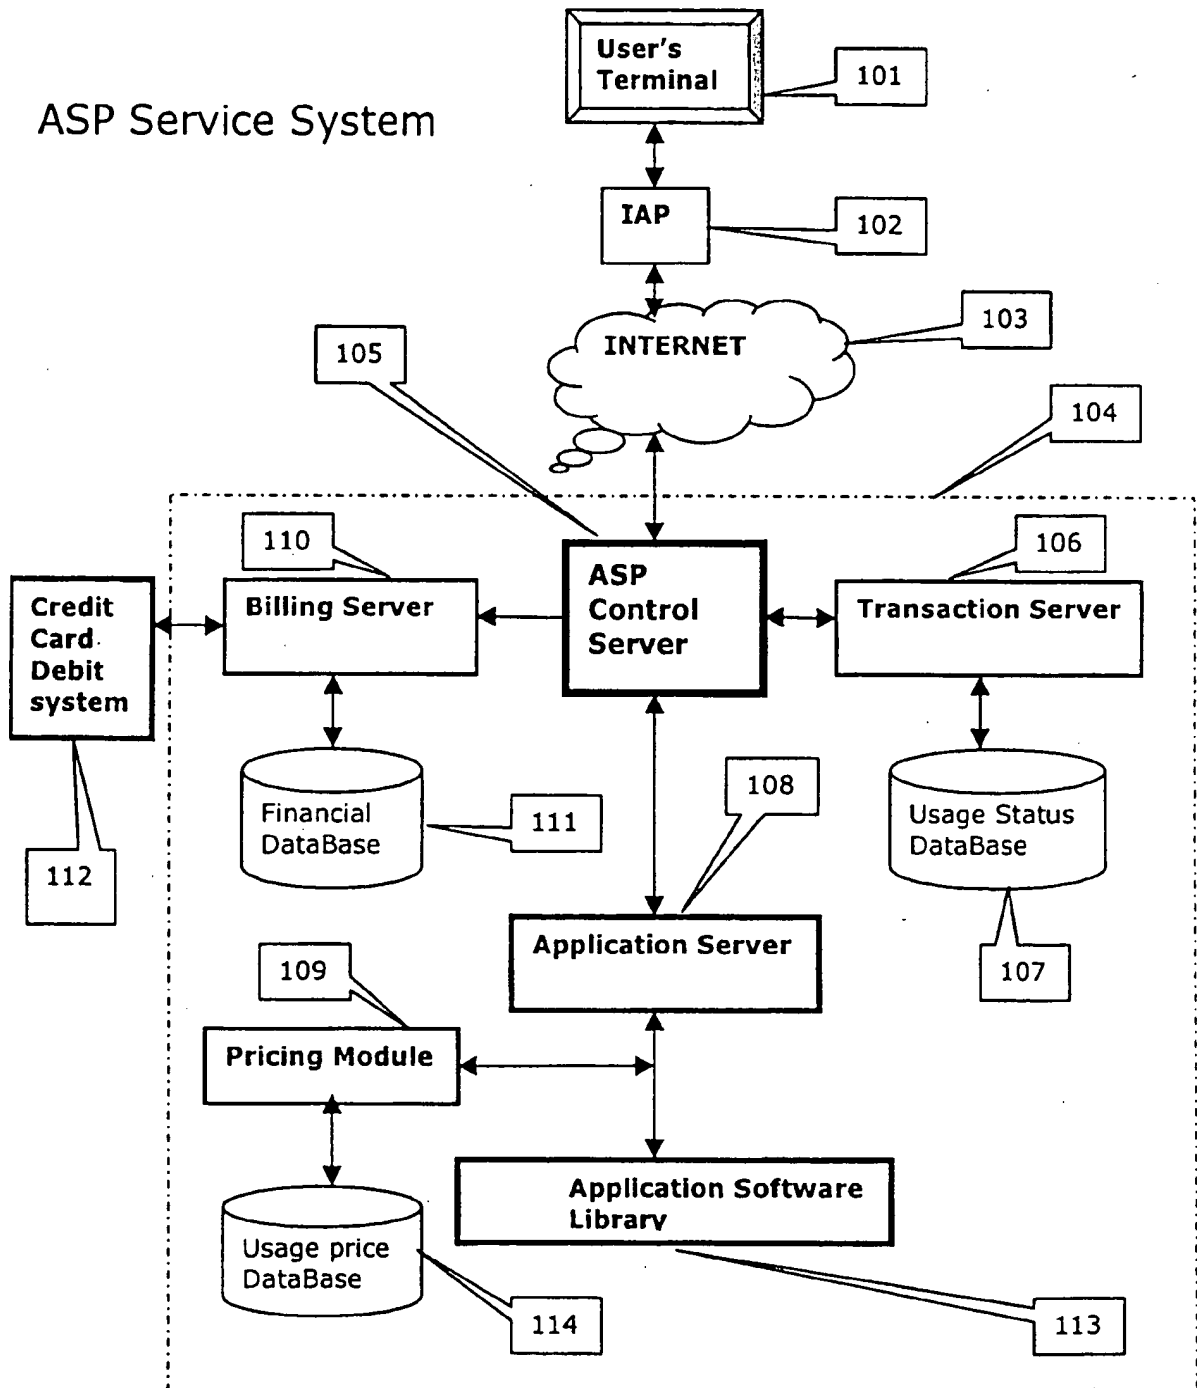 User's
Terminal
101
ASP Service System
IAP
102
INTERNET
103
105
104
110
106
ASP
Control
Server
Billing Server
Transaction Server
Credit
Card
Debit
system
108
Financial
DataBase
111
Usage Status
DataBase
112
Application Server
109
107
Pricing Module
Application Software
Library
Usage price
DataBase
114
113